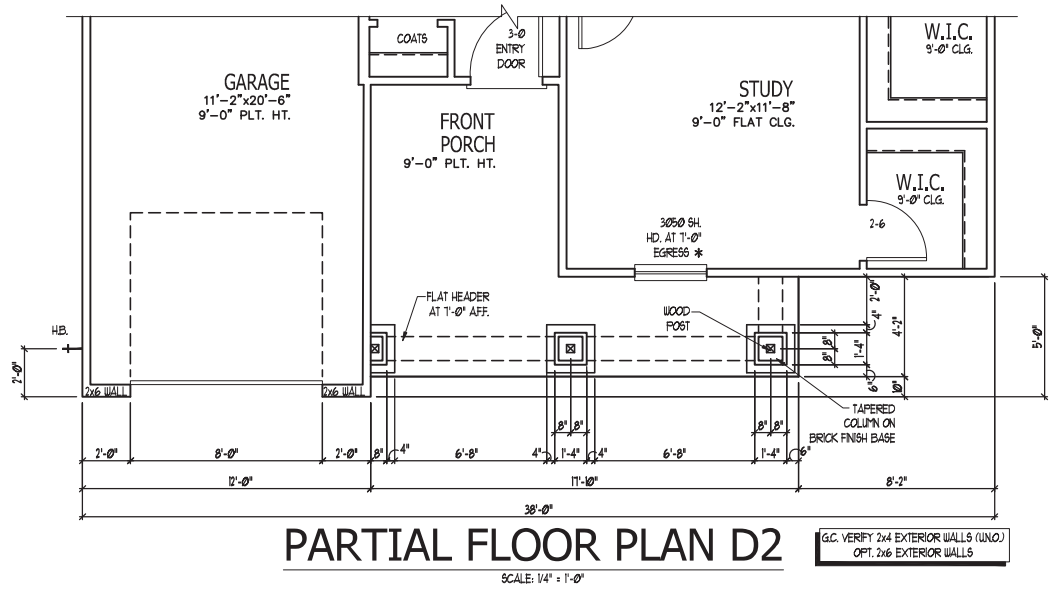 COATS
3-0
ENTRY
DOOR
W.I.C.
9'-0" CLG.
GARAGE
11'-2"x20'-6"
9'-0" PLT. HT.
STUDY
12'-2"x11'-8"
9'-0" FLAT CLG.
FRONT
PORCH
9'-0" PLT. HT.
W.I.C.
9'-0" CLG.
2-6
3050 SH.
HD. AT 7'-0"
EGRESS *
FLAT HEADER
AT 7'-0" AFF.
WOOD
POST
H.B.
2'-0"
2'-0"
4"
4'-2"
5'-0"
8"
8"
1'-4"
6"
10"
2x6 WALL
2x6 WALL
TAPERED
COLUMN ON
BRICK FINISH BASE
8"
8"
8"
8"
2'-0"
8'-0"
2'-0"
8"
4"
6'-8"
4"
1'-4"
4"
6'-8"
1'-4"
6"
12'-0"
17'-10"
8'-2"
38'-0"
PARTIAL FLOOR PLAN D2
SCALE: 1/4" = 1'-0"
G.C. VERIFY 2x4 EXTERIOR WALLS (U.N.O.)
OPT. 2x6 EXTERIOR WALLS